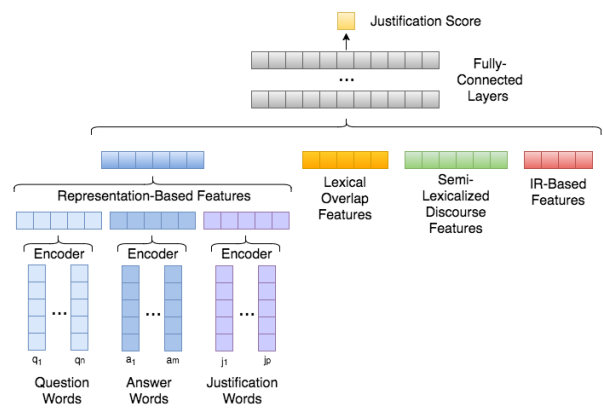 Justification Score
Fully-
Connected
Layers
...
Representation-Based Features
Lexical
Overlap
Features
Semi-
Lexicalized
Discourse
Features
IR-Based
Features
Encoder Encoder Encoder
... ... ...
q1 qn a1 am j1 jp
Question
Words
Answer
Words
Justification
Words